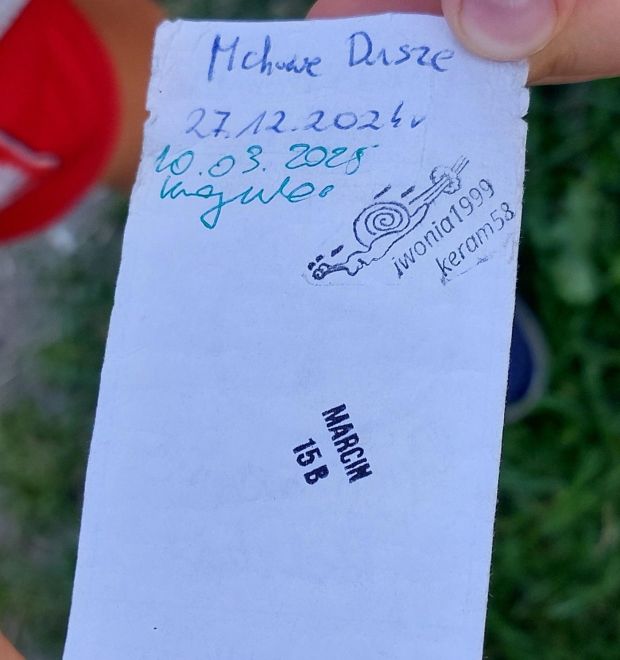 Mchowe Dusze
27.12.2024r
10.03.2025
iwonia1999
keram58
MARCIN
15 B